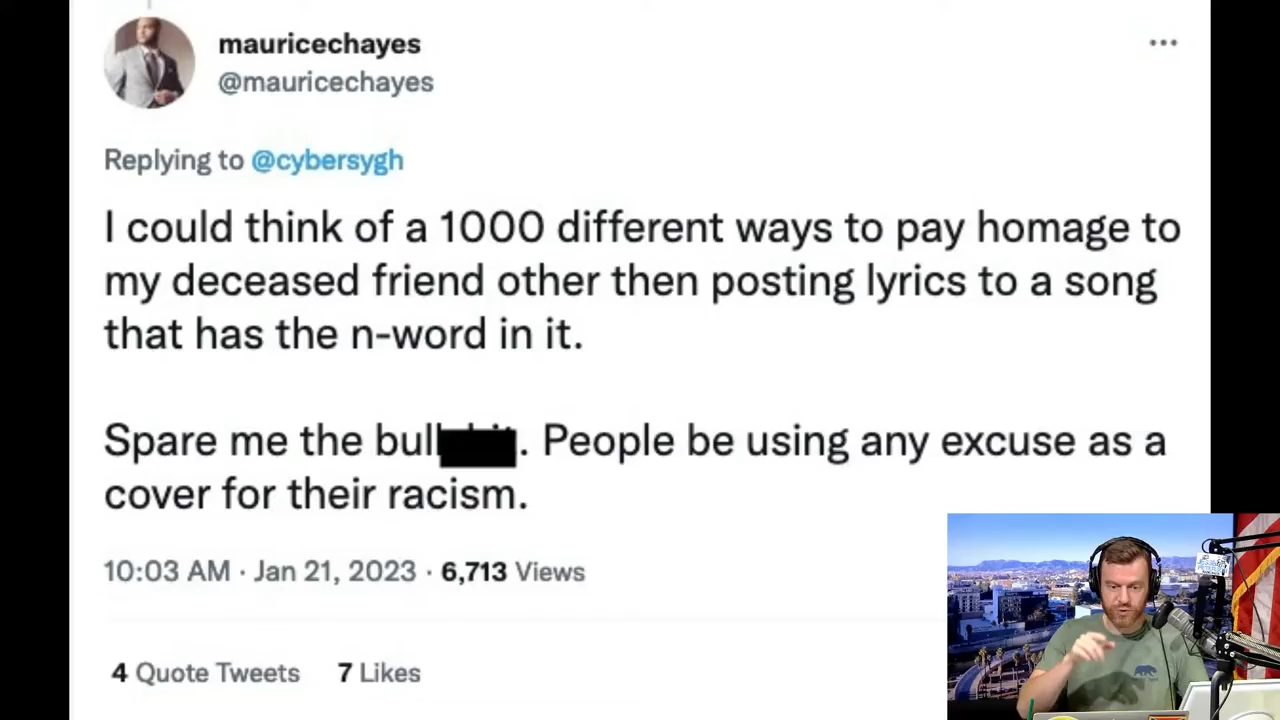 mauricechayes
@mauricechayes
Replying to @cybersygh
I could think of a 1000 different ways to pay homage to
my deceased friend other then posting lyrics to a song
that has the n-word in it.
Spare me the bull . People be using any excuse as a
cover for their racism.
10:03 AM · Jan 21, 2023 · 6,713 Views
4 Quote Tweets 7 Likes